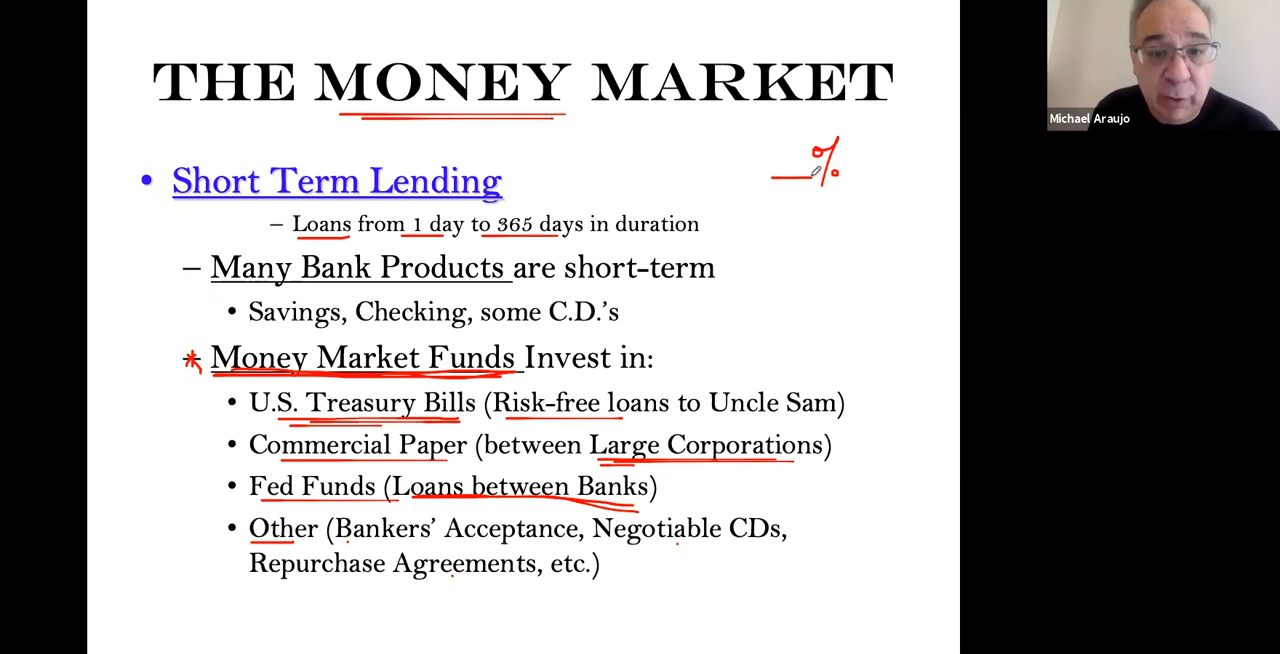 THE MONEY MARKET
Michael Araujo
%
• Short Term Lending
– Loans from 1 day to 365 days in duration
– Many Bank Products are short-term
• Savings, Checking, some C.D.'s
* – Money Market Funds Invest in:
• U.S. Treasury Bills (Risk-free loans to Uncle Sam)
• Commercial Paper (between Large Corporations)
• Fed Funds (Loans between Banks)
• Other (Bankers' Acceptance, Negotiable CDs,
Repurchase Agreements, etc.)